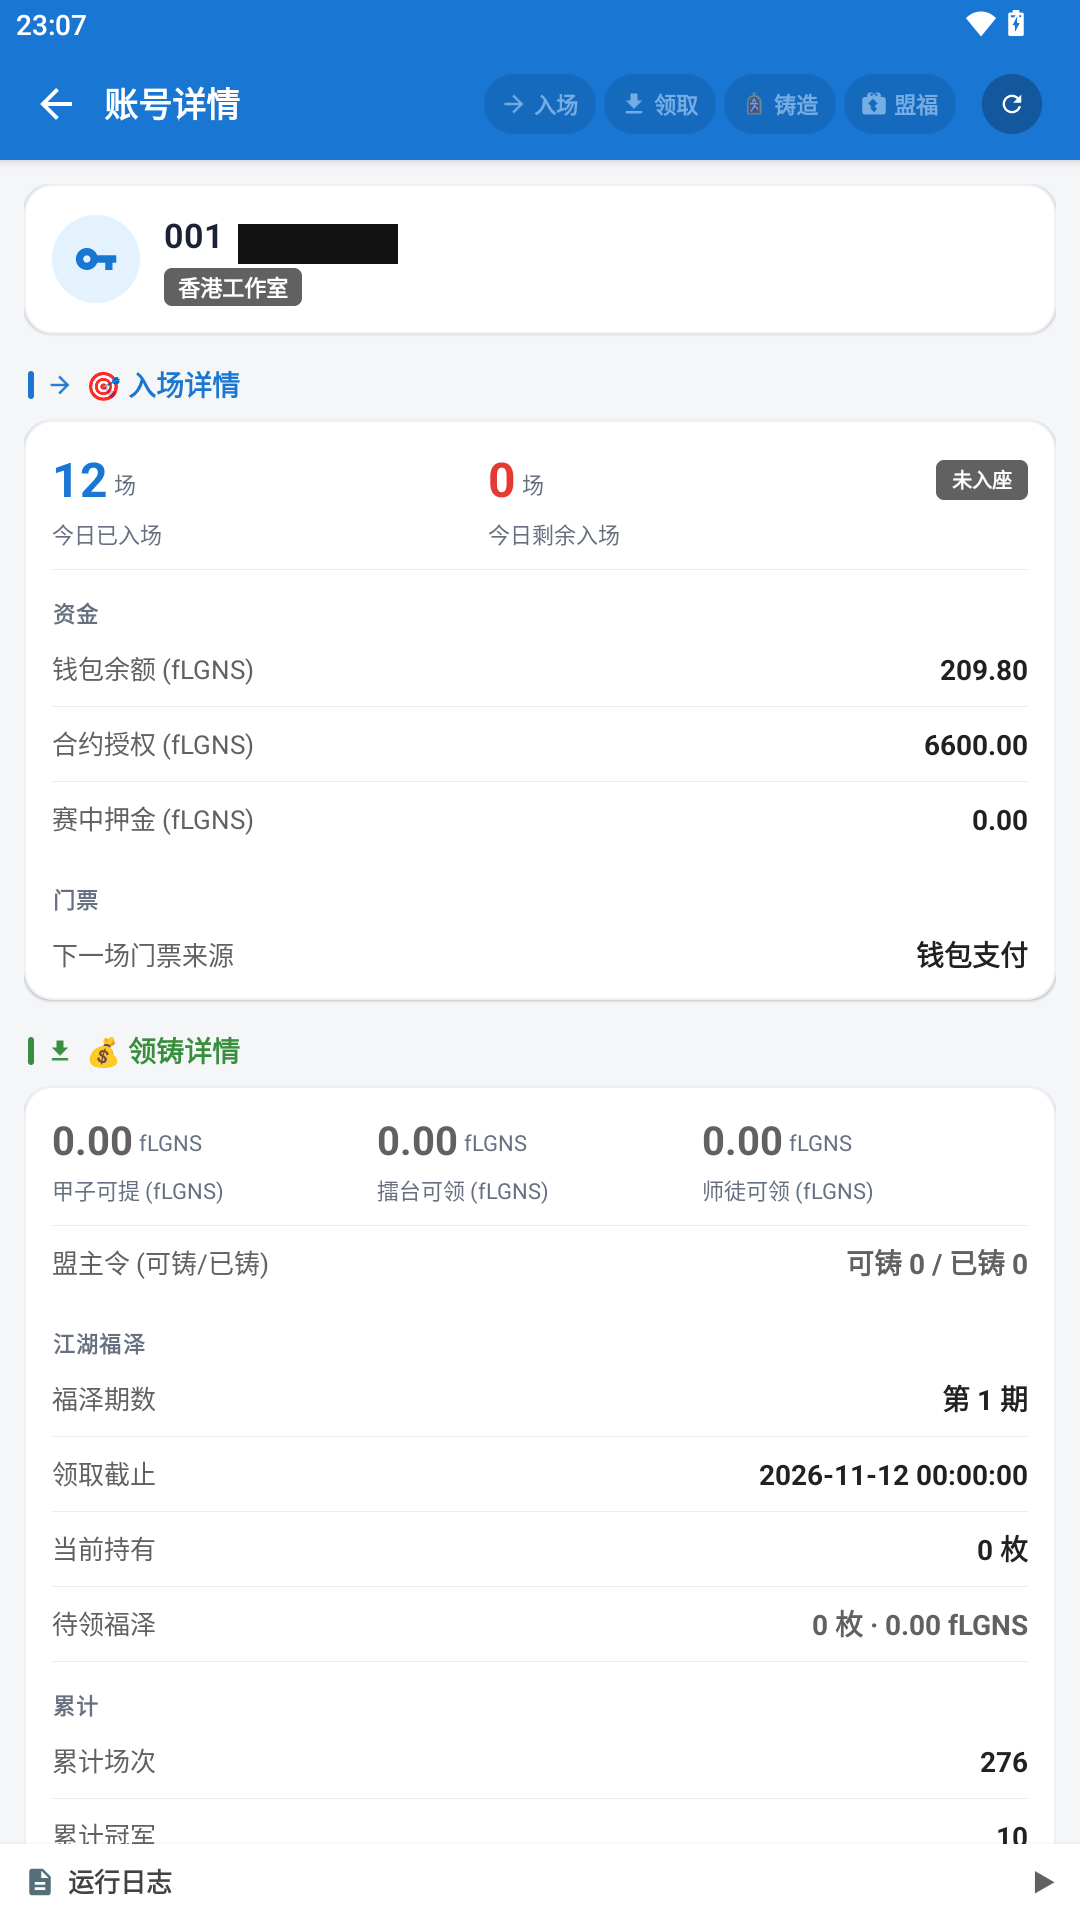 23:07
账号详情
入场
领取
铸造
盟福
001
香港工作室
入场详情
12 场
0 场
未入座
今日已入场
今日剩余入场
资金
钱包余额 (fLGNS)
209.80
合约授权 (fLGNS)
6600.00
赛中押金 (fLGNS)
0.00
门票
下一场门票来源
钱包支付
领铸详情
0.00 fLGNS
0.00 fLGNS
0.00 fLGNS
甲子可提 (fLGNS)
擂台可领 (fLGNS)
师徒可领 (fLGNS)
盟主令 (可铸/已铸)
可铸 0 / 已铸 0
江湖福泽
福泽期数
第 1 期
领取截止
2026-11-12 00:00:00
当前持有
0 枚
待领福泽
0 枚 · 0.00 fLGNS
累计
累计场次
276
累计冠军
10
运行日志